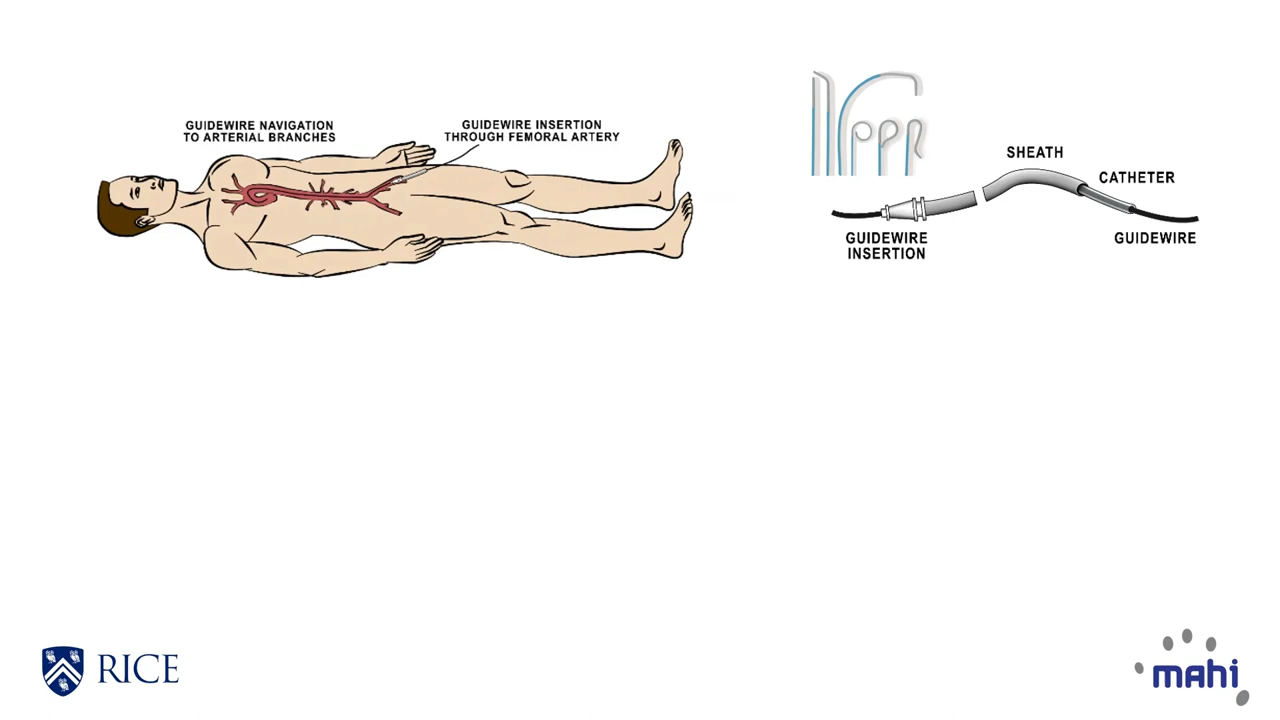 GUIDEWIRE NAVIGATION
TO ARTERIAL BRANCHES
GUIDEWIRE INSERTION
THROUGH FEMORAL ARTERY
SHEATH
CATHETER
GUIDEWIRE
INSERTION
GUIDEWIRE
RICE
mahi